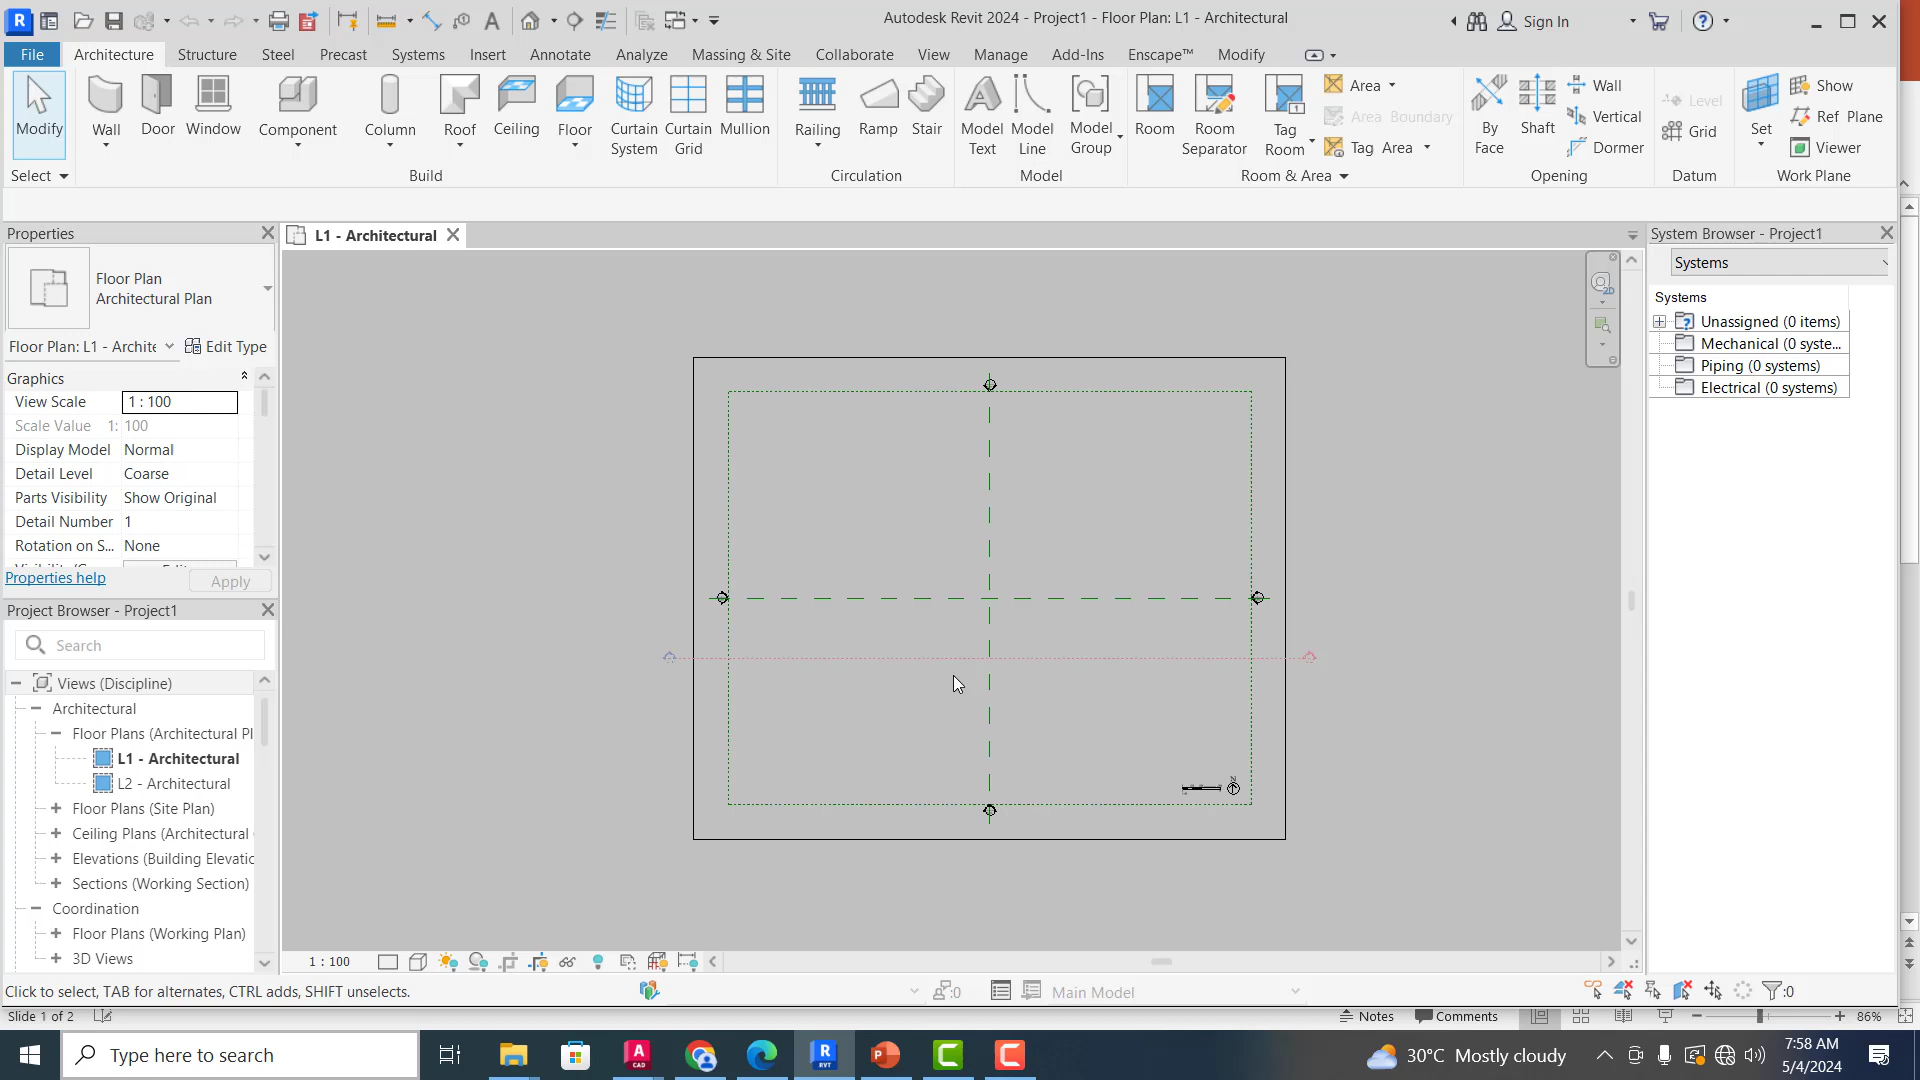 Autodesk Revit 2024 - Project1 - Floor Plan: L1 - Architectural
Sign In
File Architecture Structure Steel Precast Systems Insert Annotate Analyze Massing & Site Collaborate View Manage Add-Ins Enscape™ Modify
Modify
Wall
Door
Window
Component
Column
Roof
Ceiling
Floor
Curtain System
Curtain Grid
Mullion
Railing
Ramp
Stair
Model Text
Model Line
Model Group
Room
Room Separator
Tag Room
Area
Area Boundary
Tag Area
By Face
Shaft
Wall
Vertical
Dormer
Level
Grid
Set
Show
Ref Plane
Viewer
Select Build Circulation Model Room & Area Opening Datum Work Plane
Properties
Floor Plan
Architectural Plan
Floor Plan: L1 - Archite Edit Type
Graphics
View Scale 1 : 100
Scale Value 1: 100
Display Model Normal
Detail Level Coarse
Parts Visibility Show Original
Detail Number 1
Rotation on S... None
Properties help Apply
Project Browser - Project1
Search
Views (Discipline)
Architectural
Floor Plans (Architectural Pl
L1 - Architectural
L2 - Architectural
Floor Plans (Site Plan)
Ceiling Plans (Architectural
Elevations (Building Elevatic
Sections (Working Section)
Coordination
Floor Plans (Working Plan)
3D Views
L1 - Architectural
2D
N
System Browser - Project1
Systems
Systems
Unassigned (0 items)
Mechanical (0 syste...
Piping (0 systems)
Electrical (0 systems)
1 : 100
Click to select, TAB for alternates, CTRL adds, SHIFT unselects.
:0
Main Model
:0
Slide 1 of 2
Notes Comments 86%
Type here to search
30°C Mostly cloudy
7:58 AM
5/4/2024